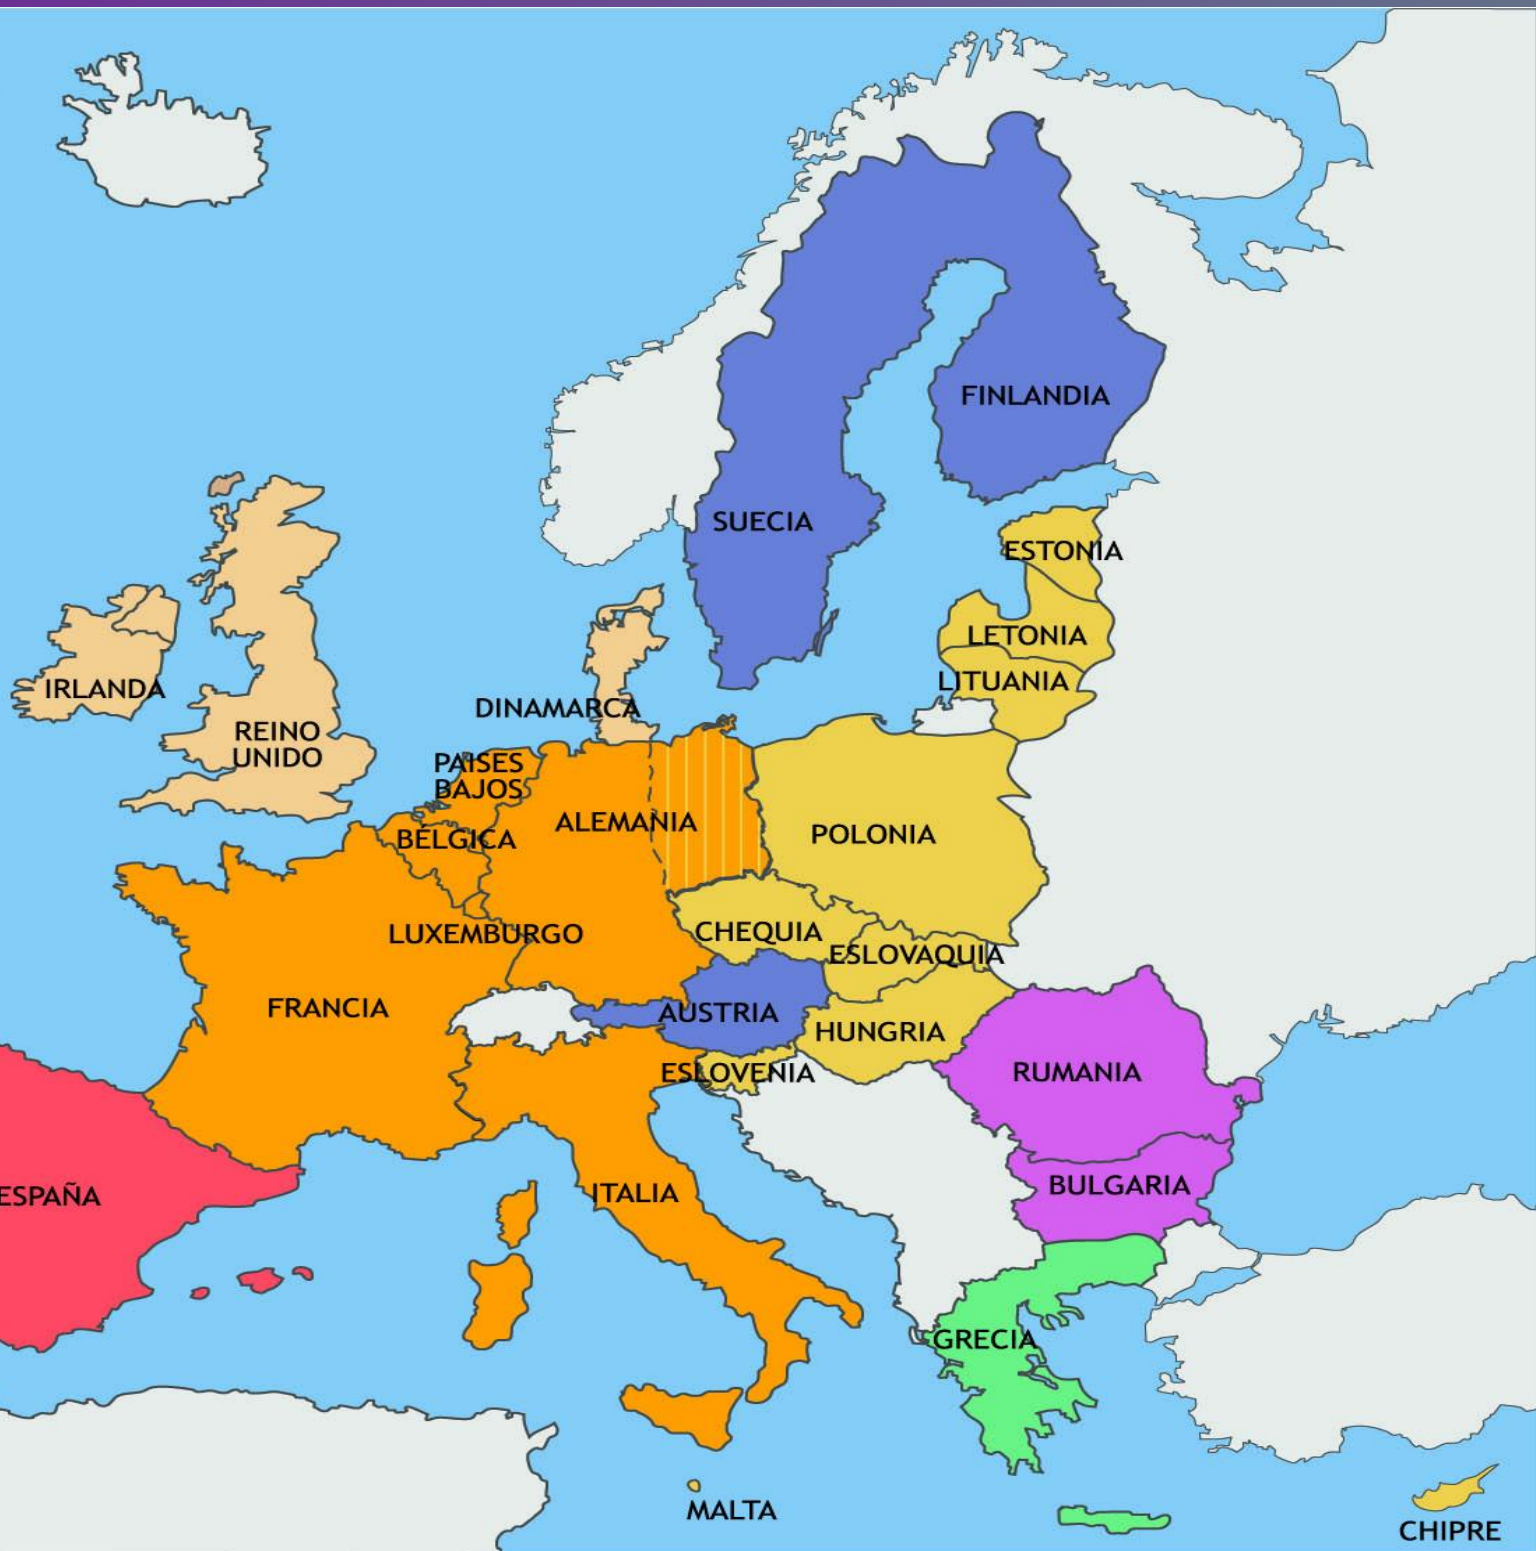 FINLANDIA
SUECIA
ESTONIA
LETONIA
LITUANIA
IRLANDA
DINAMARCA
REINO
UNIDO
PAISES
BAJOS
ALEMANIA
BÉLGICA
POLONIA
LUXEMBURGO
CHEQUIA
ESLOVAQUIA
FRANCIA
AUSTRIA
HUNGRIA
ESLOVENIA
RUMANIA
ESPAÑA
ITALIA
BULGARIA
GRECIA
MALTA
CHIPRE